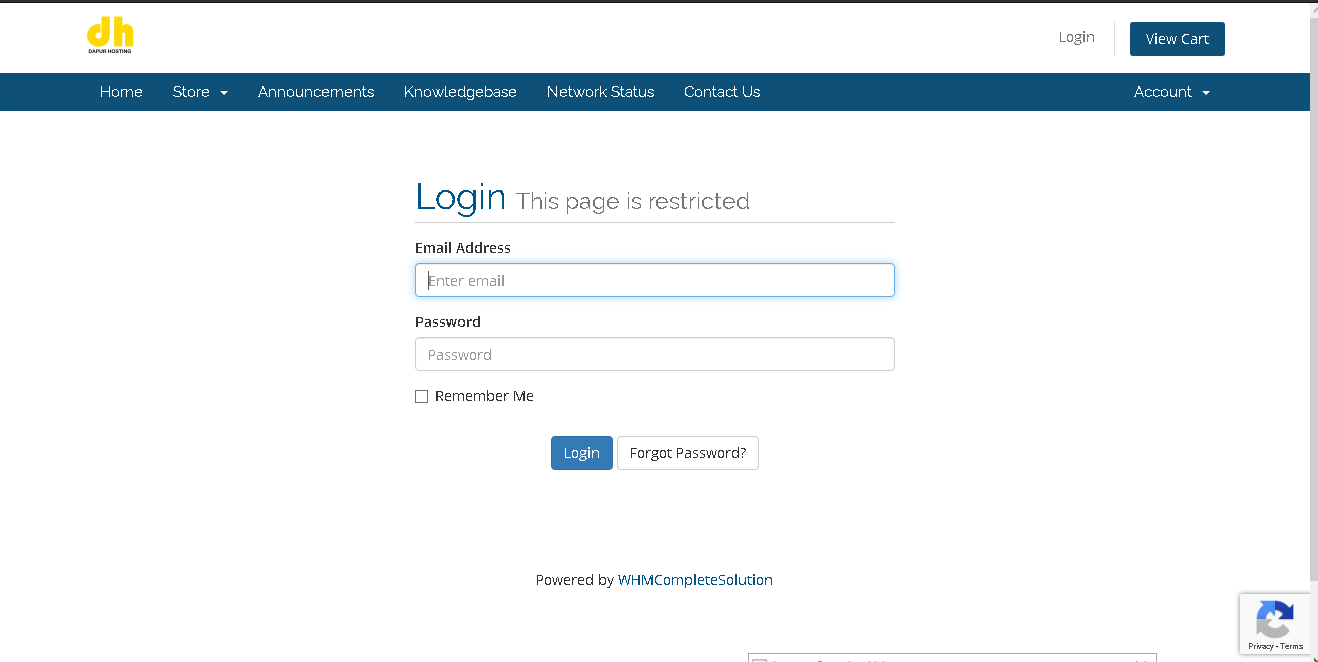 dh
DAPUR HOSTING
Login
View Cart
Home Store Announcements Knowledgebase Network Status Contact Us Account
Login This page is restricted
Email Address
Enter email
Password
Password
Remember Me
Login Forgot Password?
Powered by WHMCompleteSolution
Privacy - Terms